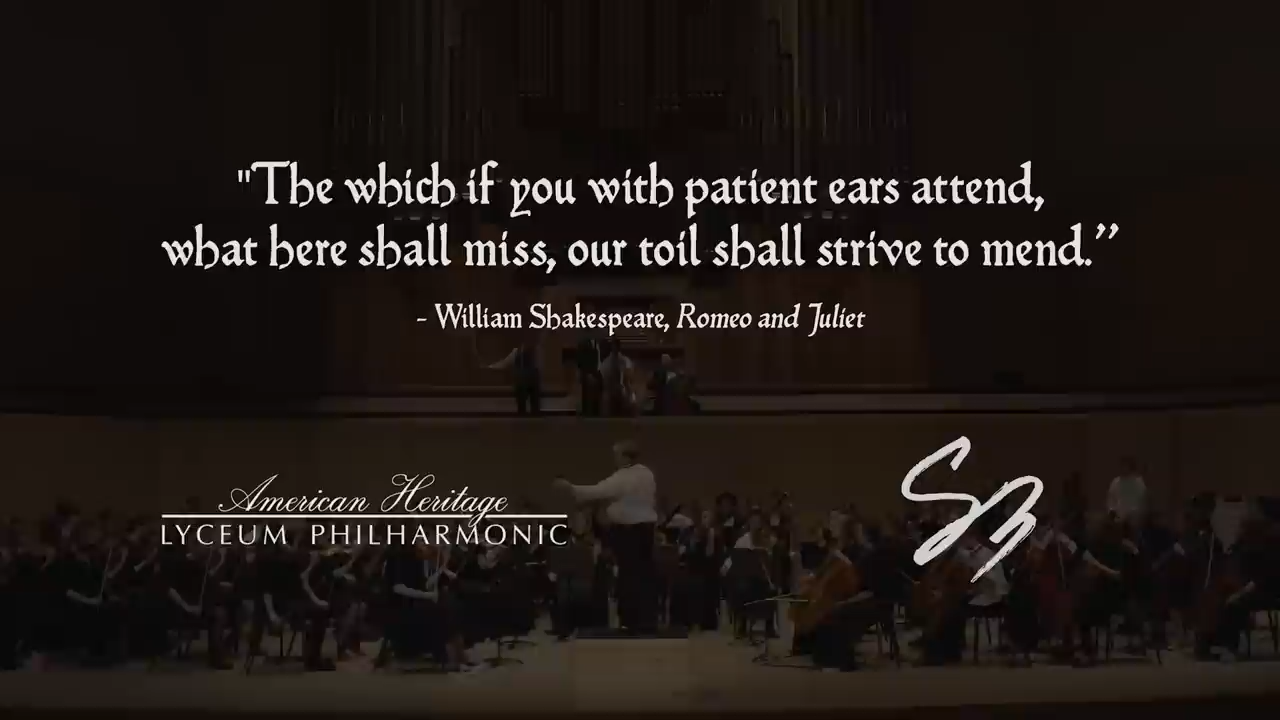 "The which if you with patient ears attend,
what here shall miss, our toil shall strive to mend.”
- William Shakespeare, Romeo and Juliet
American Heritage
LYCEUM PHILHARMONIC